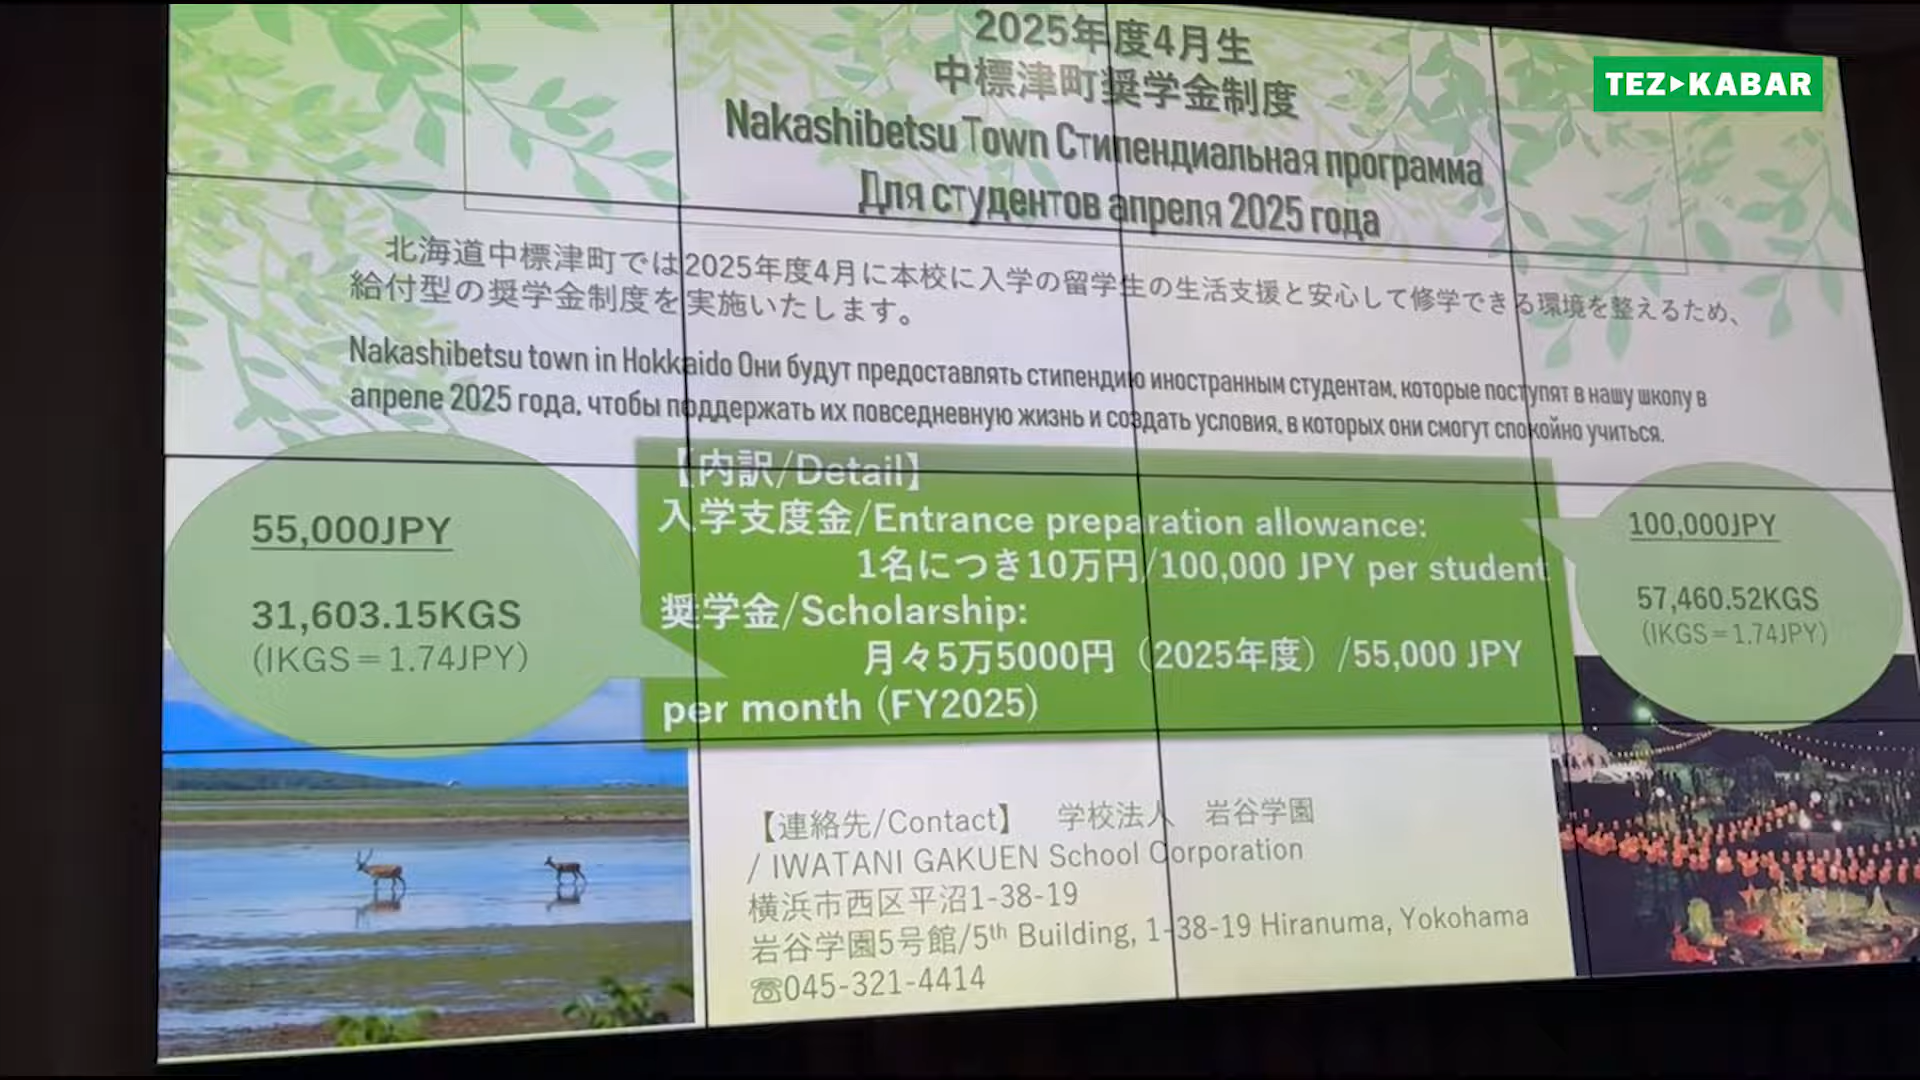 2025年度4月生
中標津町奨学金制度
Nakashibetsu Town Стипендиальная программа
Для студентов апреля 2025 года
TEZ▶KABAR
北海道中標津町では2025年度4月に本校に入学の留学生の生活支援と安心して修学できる環境を整えるため、
給付型の奨学金制度を実施いたします。
Nakashibetsu town in Hokkaido Они будут предоставлять стипендию иностранным студентам, которые поступят в нашу школу в
апреле 2025 года, чтобы поддержать их повседневную жизнь и создать условия, в которых они смогут спокойно учиться.
55,000JPY
31,603.15KGS
(IKGS=1.74JPY)
【内訳/Detail】
入学支度金/Entrance preparation allowance:
1名につき10万円/100,000 JPY per student
奨学金/Scholarship:
月々5万5000円（2025年度）/55,000 JPY
per month (FY2025)
100,000JPY
57,460.52KGS
(IKGS=1.74JPY)
【連絡先/Contact】 学校法人 岩谷学園
/ IWATANI GAKUEN School Corporation
横浜市西区平沼1-38-19
岩谷学園5号館/5th Building, 1-38-19 Hiranuma, Yokohama
☎045-321-4414